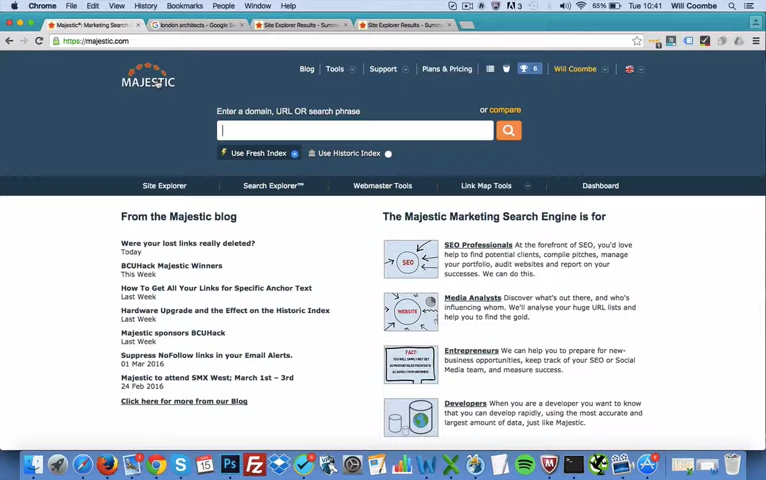 Chrome File Edit View History Bookmarks People Window Help 3 65% Tue 10:41 Will Coombe
Majestic®: Marketing Search london architects - Google Se Site Explorer Results - Summ Site Explorer Results - Summ Will
https://majestic.com
MAJESTIC
Blog Tools Support Plans & Pricing 6 Will Coombe
Enter a domain, URL OR search phrase or compare
Use Fresh Index Use Historic Index
Site Explorer Search Explorer™ Webmaster Tools Link Map Tools Dashboard
From the Majestic blog
Were your lost links really deleted?
Today
BCUHack Majestic Winners
This Week
How To Get All Your Links for Specific Anchor Text
Last Week
Hardware Upgrade and the Effect on the Historic Index
Last Week
Majestic sponsors BCUHack
Last Week
Suppress NoFollow links in your Email Alerts.
01 Mar 2016
Majestic to attend SMX West; March 1st – 3rd
24 Feb 2016
Click here for more from our Blog
The Majestic Marketing Search Engine is for
SEO
SEO Professionals At the forefront of SEO, you'd love
help to find potential clients, compile priorities, manage
your portfolio, audit websites and report on your
successes. We can do this.
WEBSITE
Media Analysts Discover what's out there, and who's
influencing whom. We'll analyse your huge URL lists and
help you to find the gold.
FACT:
Entrepreneurs We can help you to prepare for new-
business opportunities, keep track of your SEO or Social
Media team, and measure success.
Developers When you are a developer you want to know
that you can develop rapidly, using the most accurate and
largest amount of data, just like Majestic.